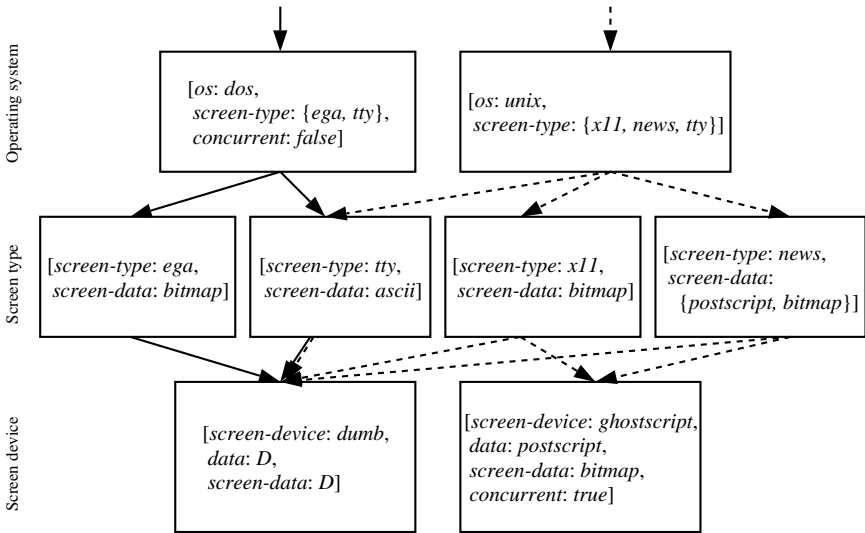 Operating system
[os: dos,
screen-type: {ega, tty},
concurrent: false]
[os: unix,
screen-type: {x11, news, tty}]
Screen type
[screen-type: ega,
screen-data: bitmap]
[screen-type: tty,
screen-data: ascii]
[screen-type: x11,
screen-data: bitmap]
[screen-type: news,
screen-data:
{postscript, bitmap}]
Screen device
[screen-device: dumb,
data: D,
screen-data: D]
[screen-device: ghostscript,
data: postscript,
screen-data: bitmap,
concurrent: true]